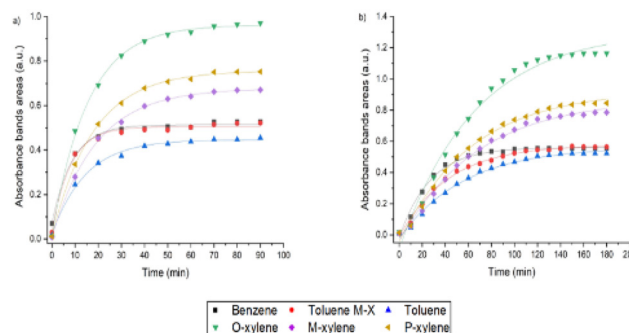 a)
b)
Absorbance bands areas (a.u.)
1.0
0.8
0.6
0.4
0.2
0.0
0 10 20 30 40 50 60 70 80 90 100
Time (min)
Absorbance bands areas (a.u.)
1.4
1.2
1.0
0.8
0.6
0.4
0.2
0.0
0 20 40 60 80 100 120 140 160 180 200
Time (min)
Benzene Toluene M-X Toluene
O-xylene M-xylene P-xylene